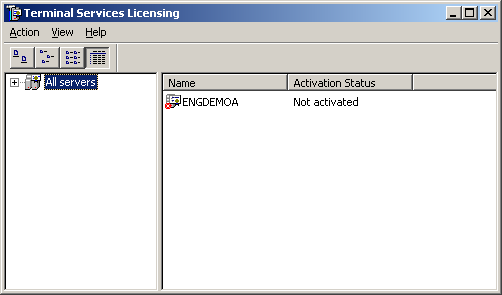 Terminal Services Licensing
Action View Help
All servers
Name Activation Status
ENGDEMOA Not activated